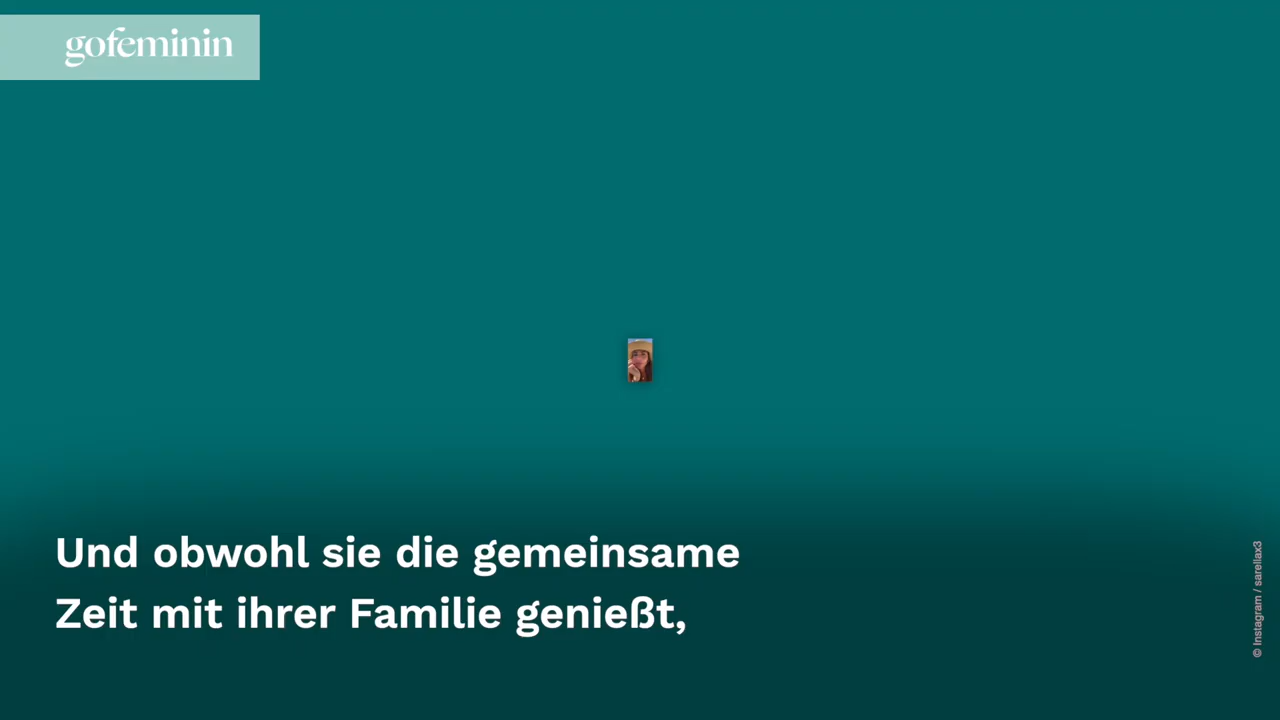 gofeminin
Und obwohl sie die gemeinsame
Zeit mit ihrer Familie genießt,
© Instagram / sarellax3